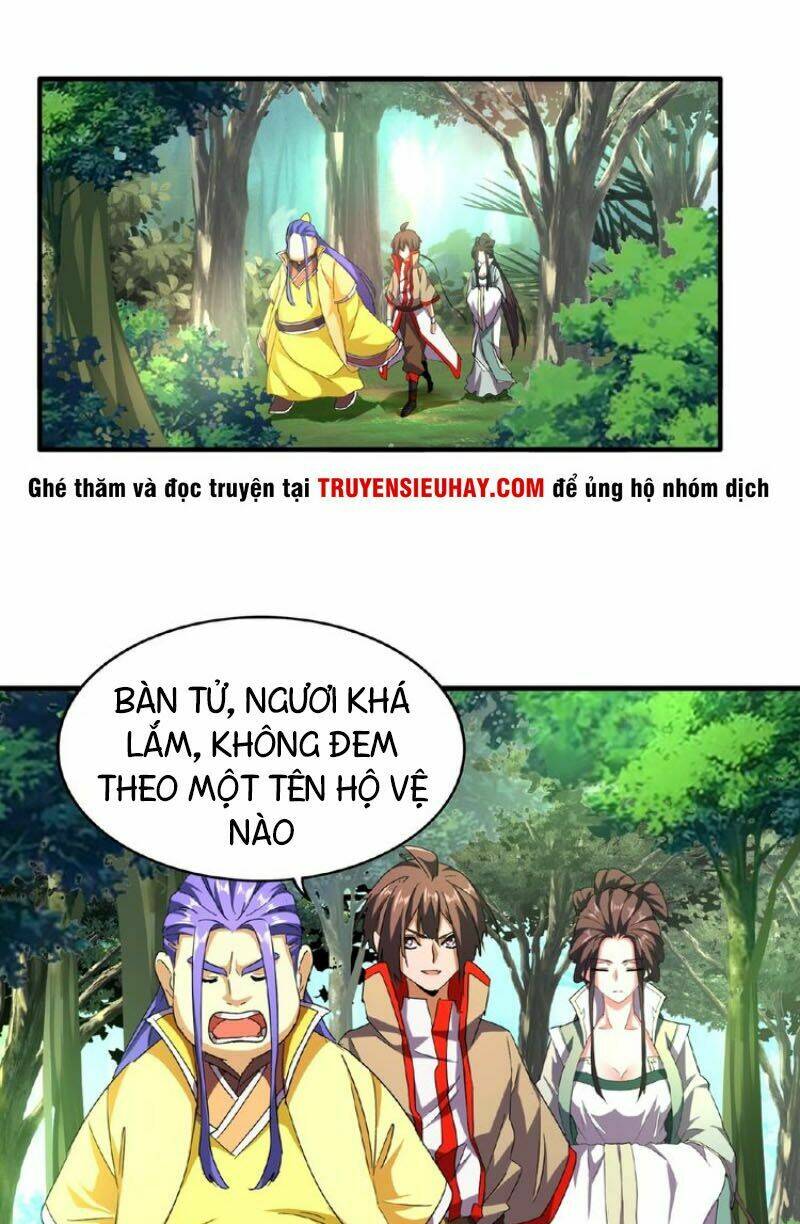 Ghé thăm và đọc truyện tại TRUYENSIEUHAY.COM để ủng hộ nhóm dịch
BÀN TỬ, NGƯƠI KHÁ
LẮM, KHÔNG ĐEM
THEO MỘT TÊN HỘ VỆ
NÀO